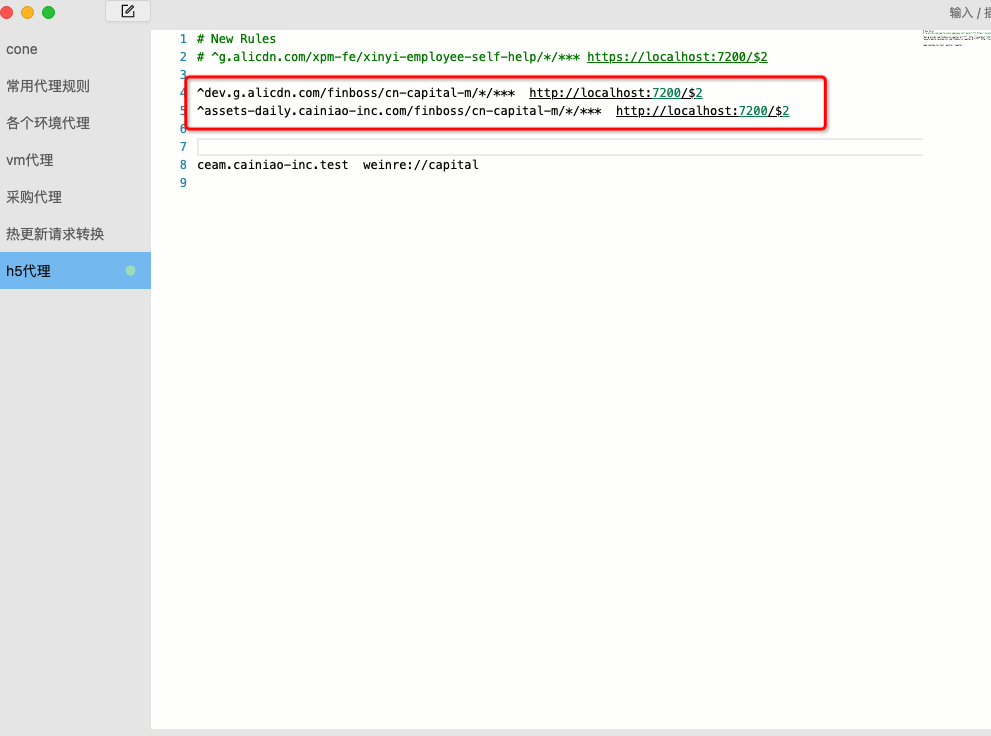 输入 /
cone
常用代理规则
各个环境代理
vm代理
采购代理
热更新请求转换
h5代理
1 # New Rules
2 # ^g.alicdn.com/xpm-fe/xinyi-employee-self-help/*/*** https://localhost:7200/$2
3
4 ^dev.g.alicdn.com/finboss/cn-capital-m/*/*** http://localhost:7200/$2
5 ^assets-daily.cainiao-inc.com/finboss/cn-capital-m/*/*** http://localhost:7200/$2
6
7
8 ceam.cainiao-inc.test weinre://capital
9